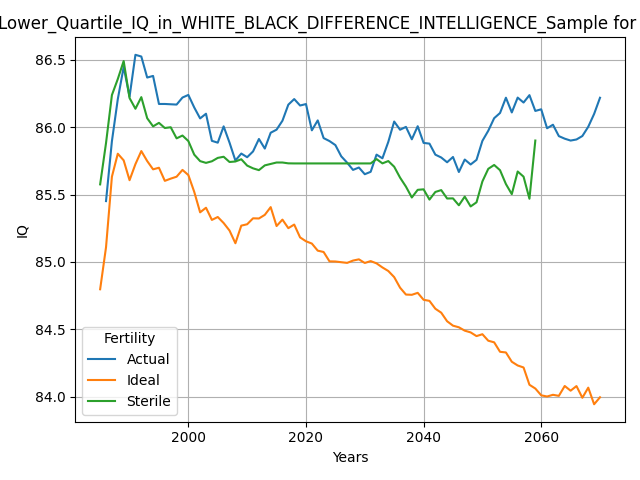 Lower_Quartile_IQ_in_WHITE_BLACK_DIFFERENCE_INTELLIGENCE_Sample for
86.5
86.0
85.5
85.0
84.5
84.0
IQ
Fertility
Actual
Ideal
Sterile
2000
2020
2040
2060
Years